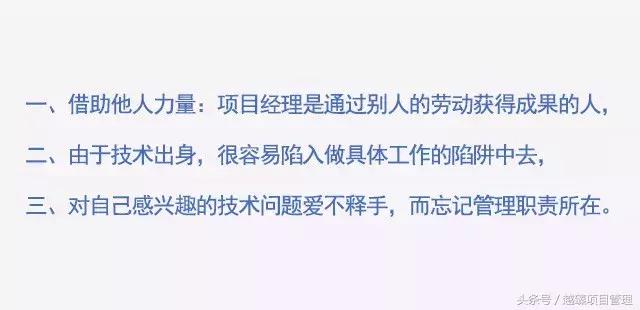 一、借助他人力量：项目经理是通过别人的劳动获得成果的人，
二、由于技术出身，很容易陷入做具体工作的陷阱中去，
三、对自己感兴趣的技术问题爱不释手，而忘记管理职责所在。
头条号 / 越臻项目管理